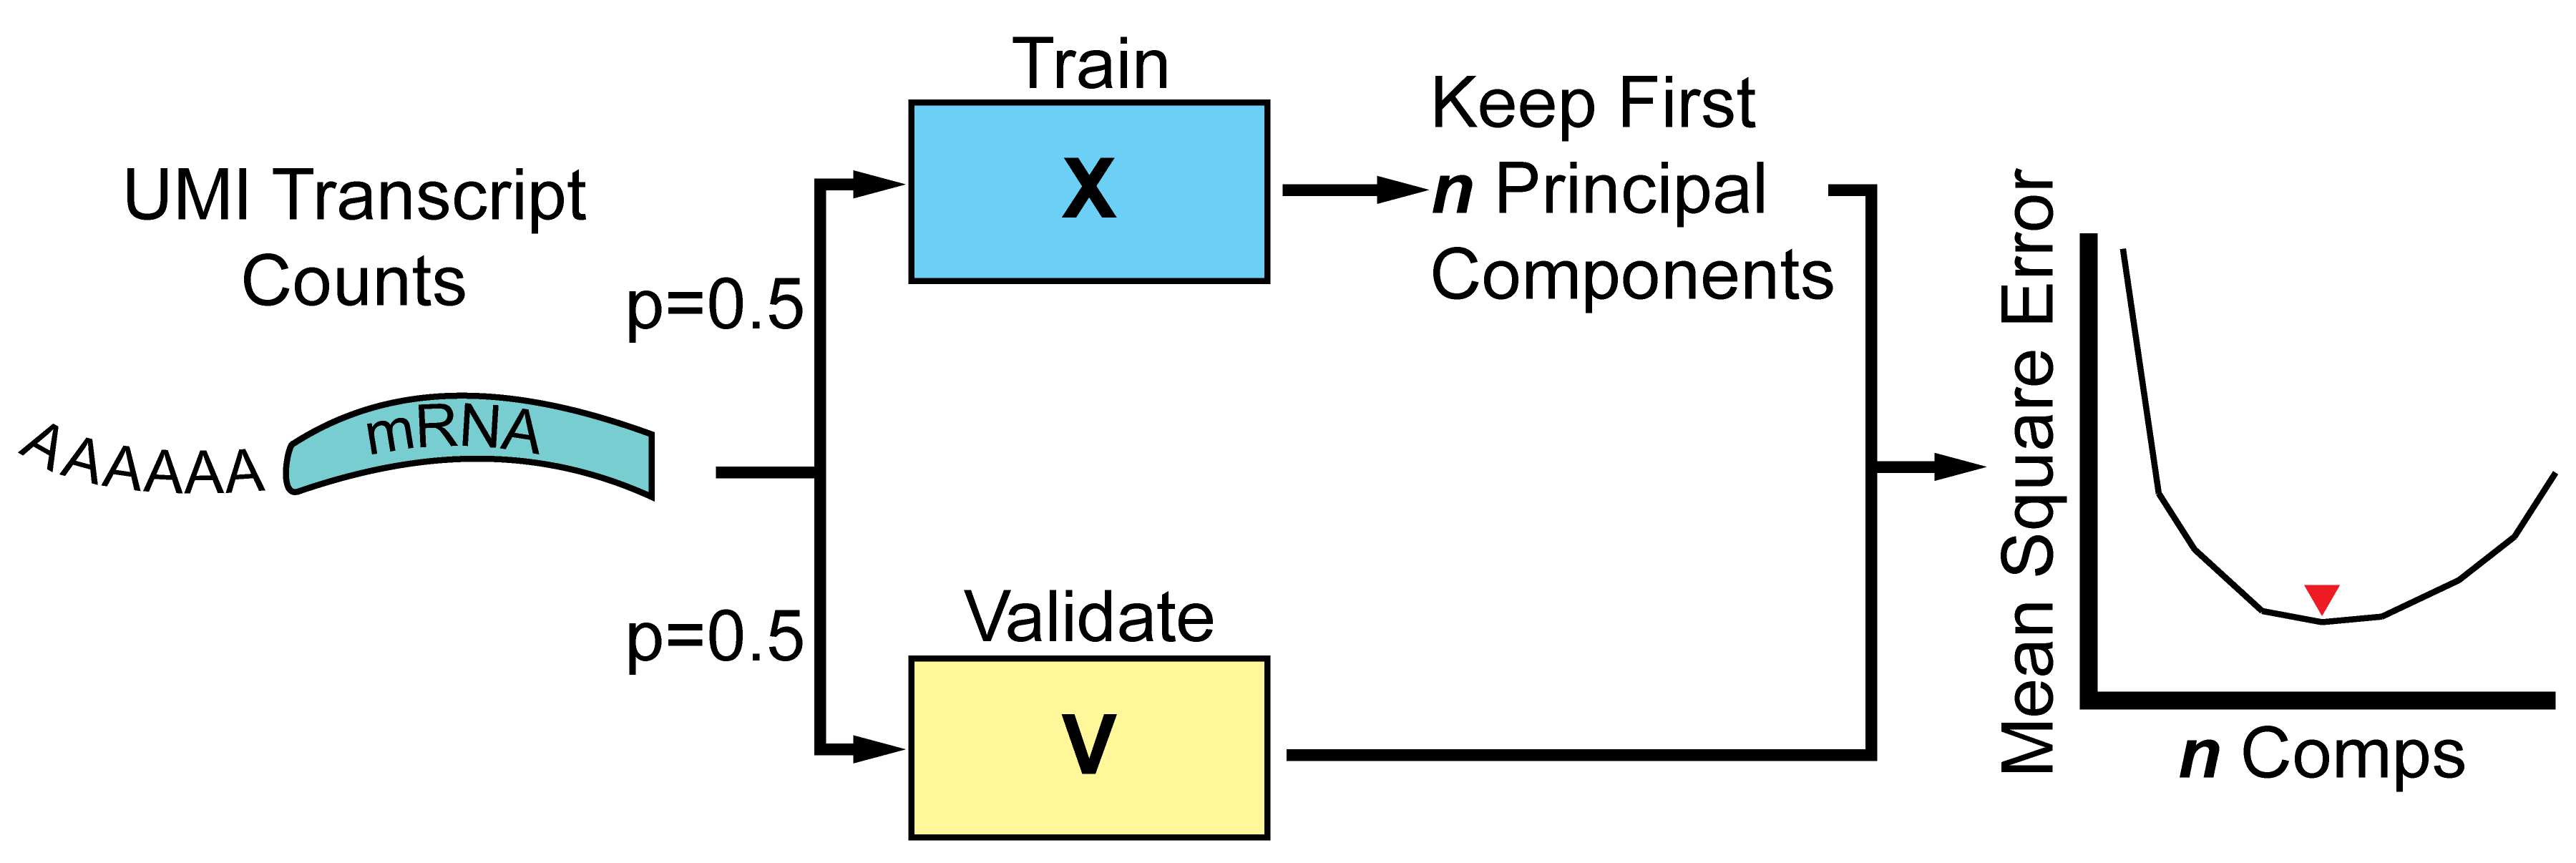 UMI Transcript
Counts
AAAAAA
mRNA
p=0.5
p=0.5
Train
X
Validate
V
Keep First
n Principal
Components
Mean Square Error
n Comps